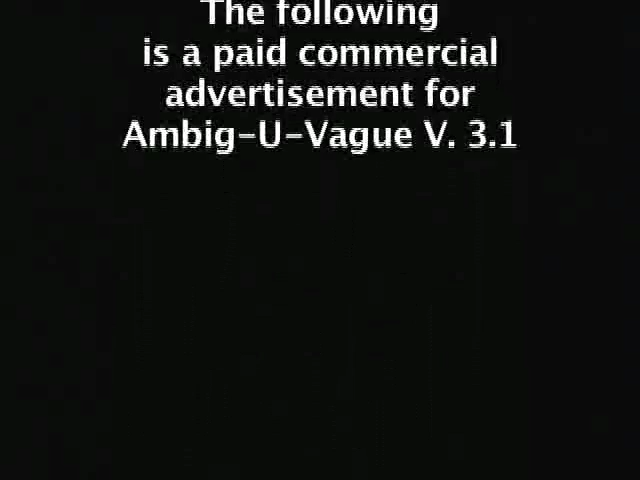 The following
is a paid commercial
advertisement for
Ambig-U-Vague V. 3.1